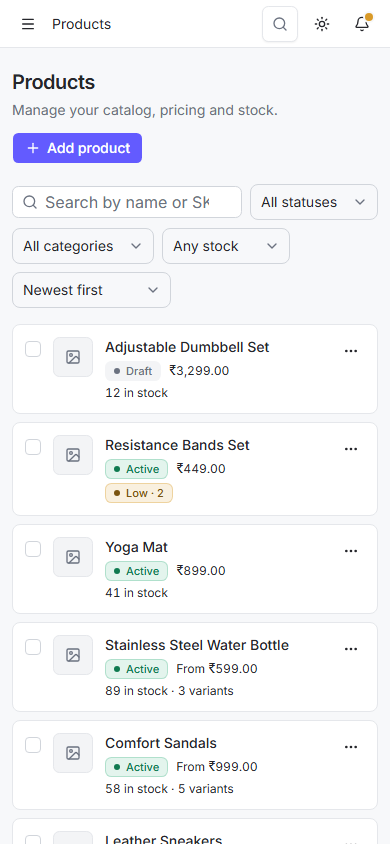 Products
Products
Manage your catalog, pricing and stock.
Add product
Search by name or SK
All statuses
All categories
Any stock
Newest first
Adjustable Dumbbell Set
Draft ₹3,299.00
12 in stock
Resistance Bands Set
Active ₹449.00
Low · 2
Yoga Mat
Active ₹899.00
41 in stock
Stainless Steel Water Bottle
Active From ₹599.00
89 in stock · 3 variants
Comfort Sandals
Active From ₹999.00
58 in stock · 5 variants
Leather Sneakers